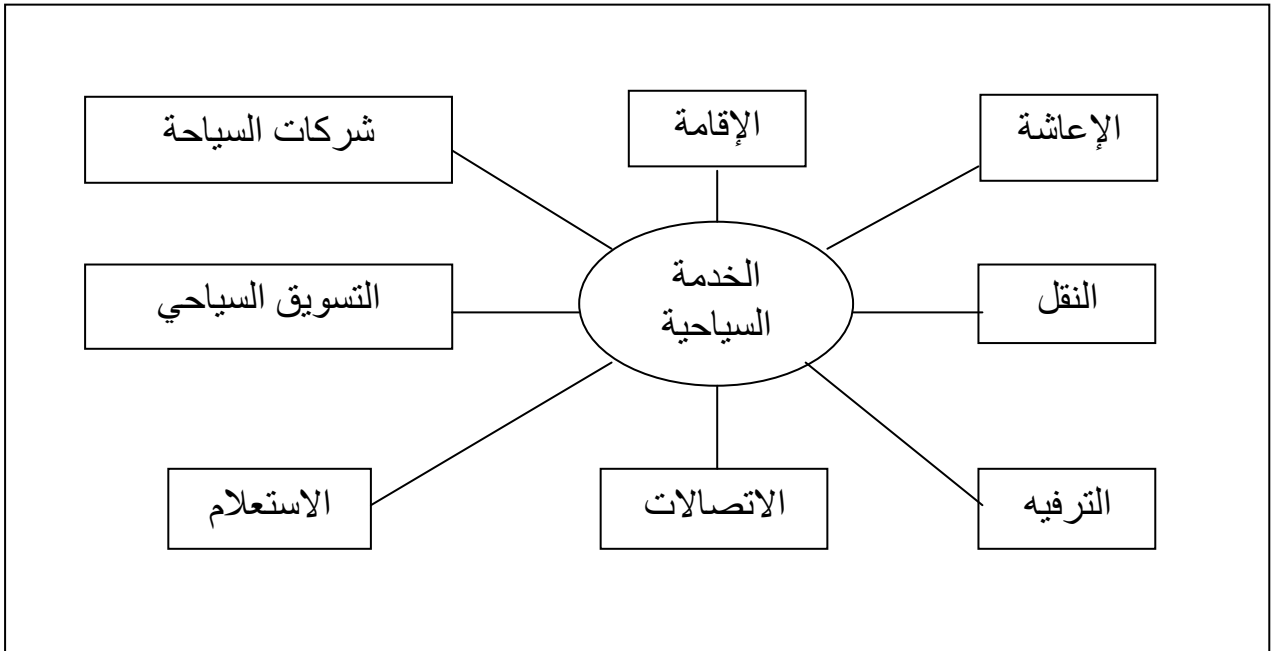 الإعاشة
الإقامة
شركات السياحة
الخدمة
السياحية
النقل
التسويق السياحي
الترفيه
الاتصالات
الاستعلام